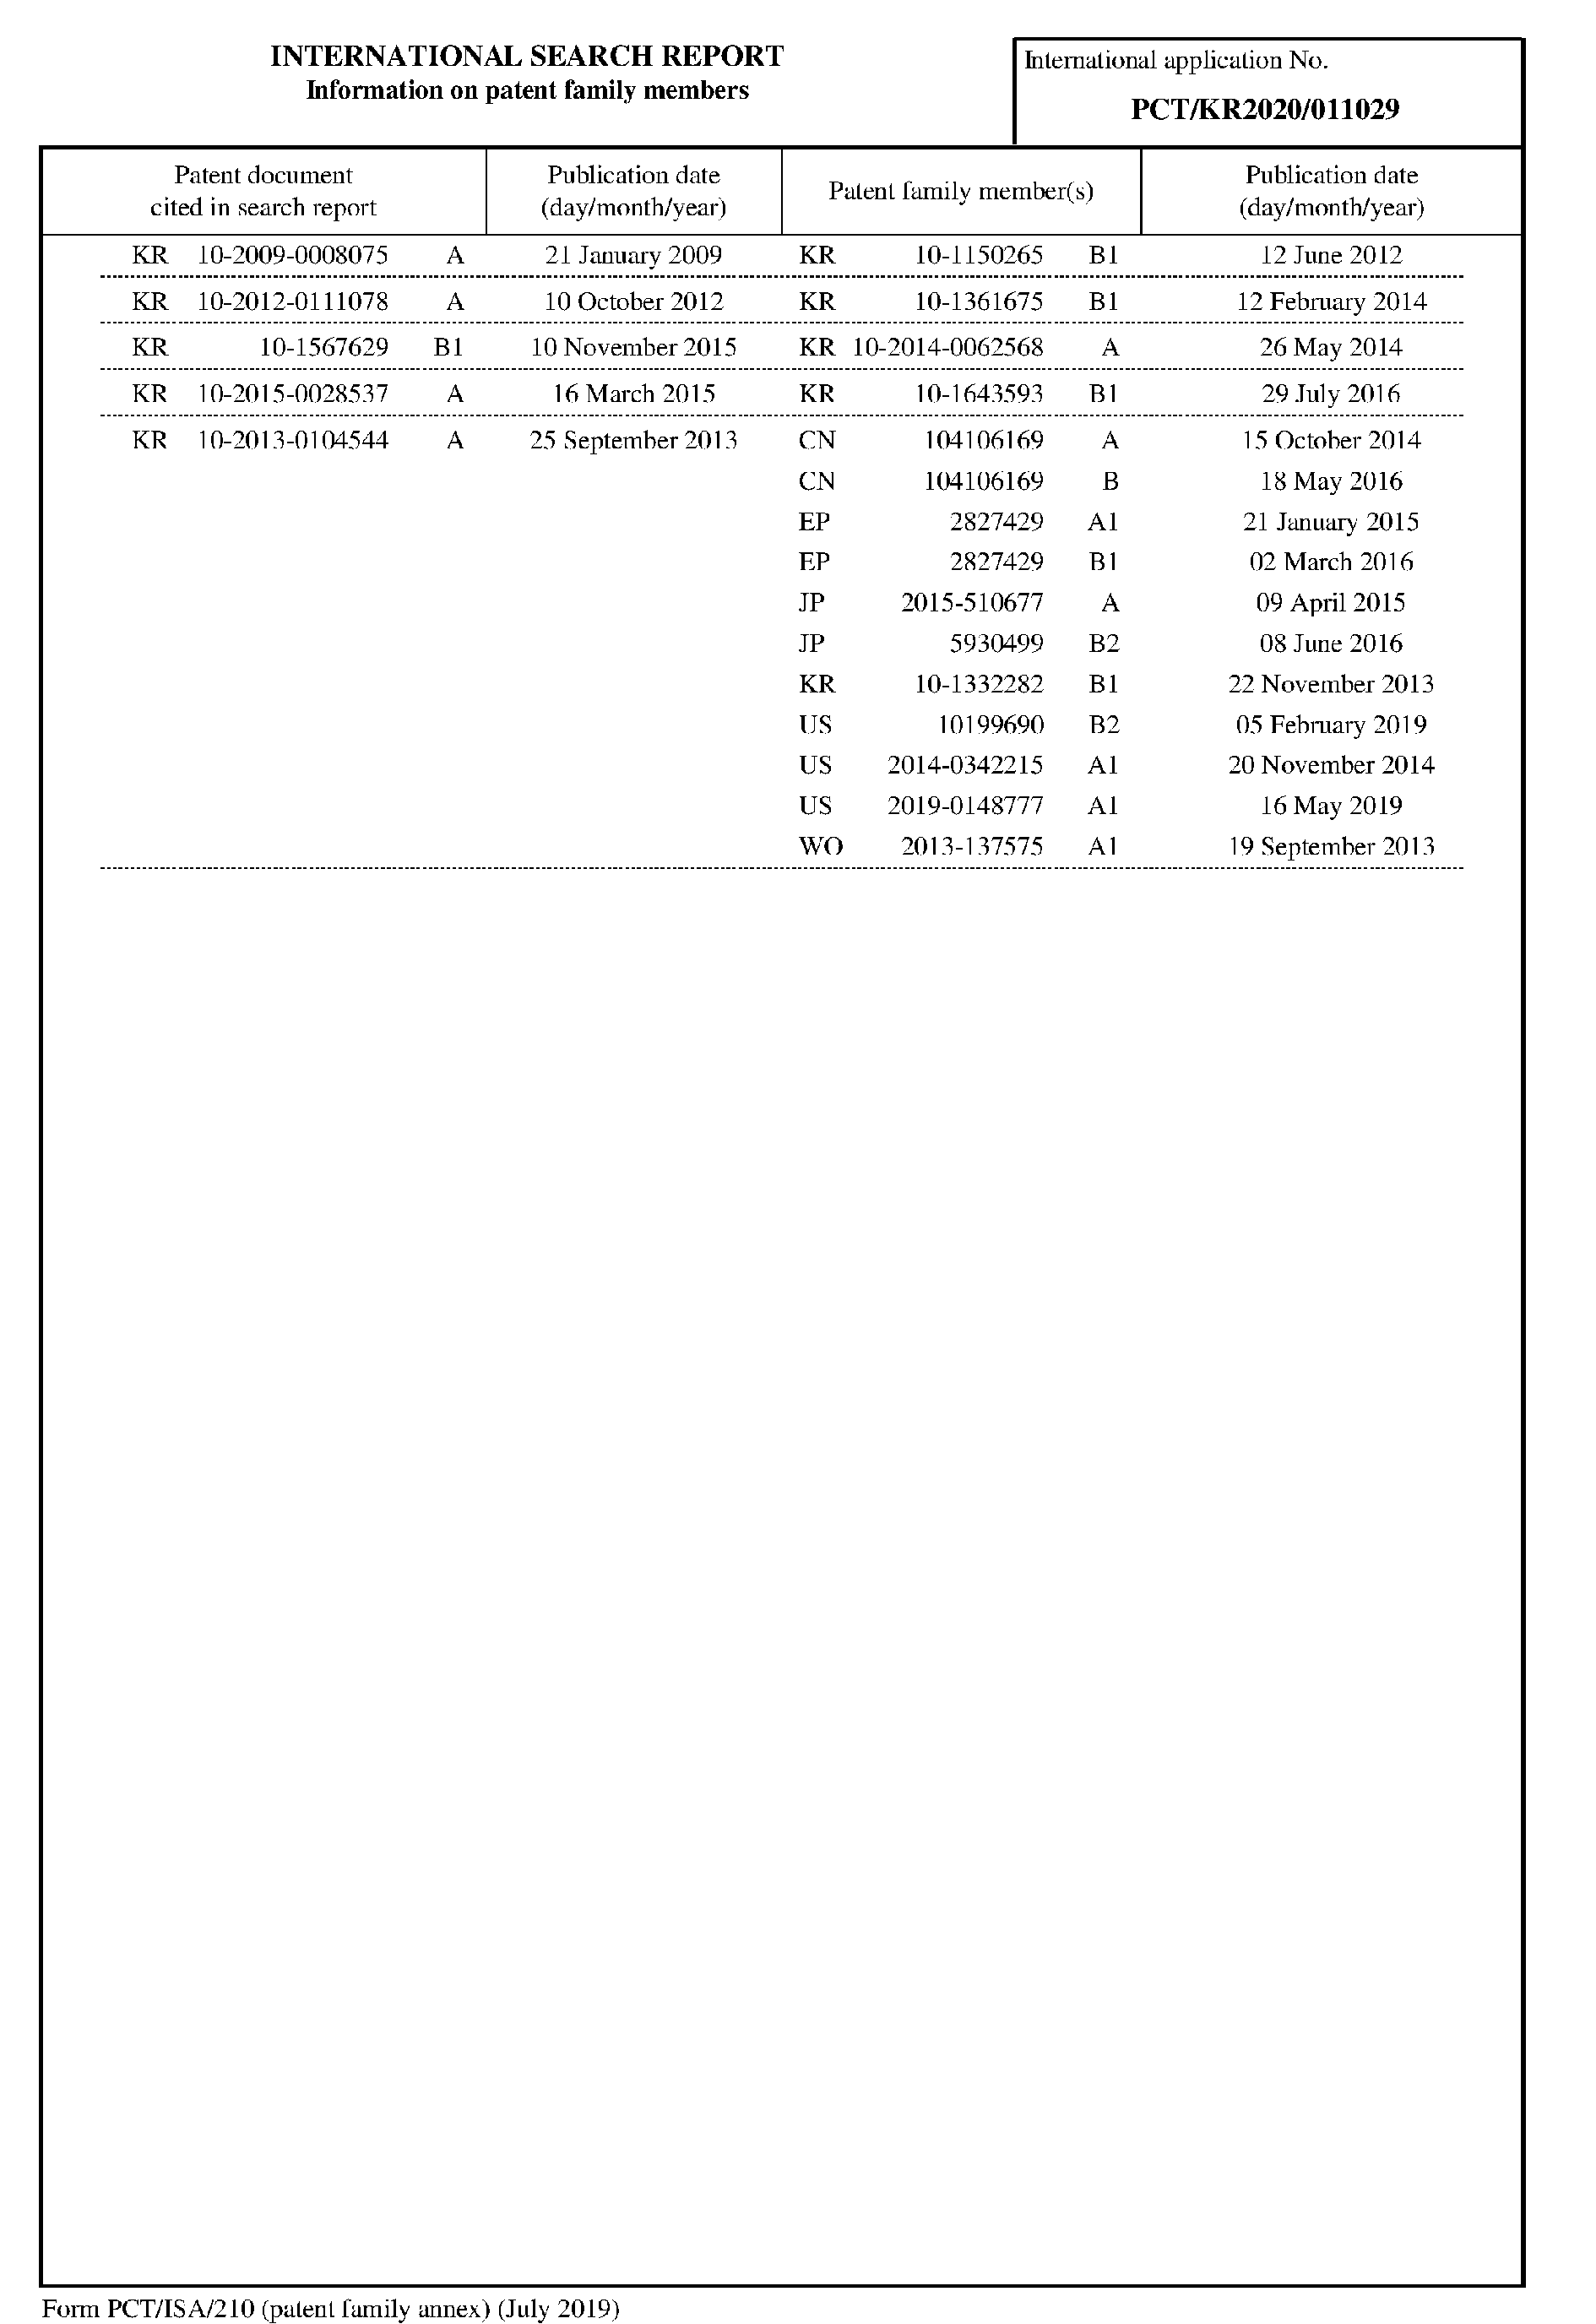 INTERNATIONAL SEARCH REPORT
Information on patent family members
International application No.
PCT/KR2020/011029
Patent document
cited in search report
Publication date
(day/month/year)
Patent family member(s)
Publication date
(day/month/year)
KR 10-2009-0008075 A 21 January 2009 KR 10-1150265 B1 12 June 2012
KR 10-2012-0111078 A 10 October 2012 KR 10-1361675 B1 12 February 2014
KR 10-1567629 B1 10 November 2015 KR 10-2014-0062568 A 26 May 2014
KR 10-2015-0028537 A 16 March 2015 KR 10-1643593 B1 29 July 2016
KR 10-2013-0104544 A 25 September 2013 CN 104106169 A 15 October 2014
CN 104106169 B 18 May 2016
EP 2827429 A1 21 January 2015
EP 2827429 B1 02 March 2016
JP 2015-510677 A 09 April 2015
JP 5930499 B2 08 June 2016
KR 10-1332282 B1 22 November 2013
US 10199690 B2 05 February 2019
US 2014-0342215 A1 20 November 2014
US 2019-0148777 A1 16 May 2019
WO 2013-137575 A1 19 September 2013
Form PCT/ISA/210 (patent family annex) (July 2019)